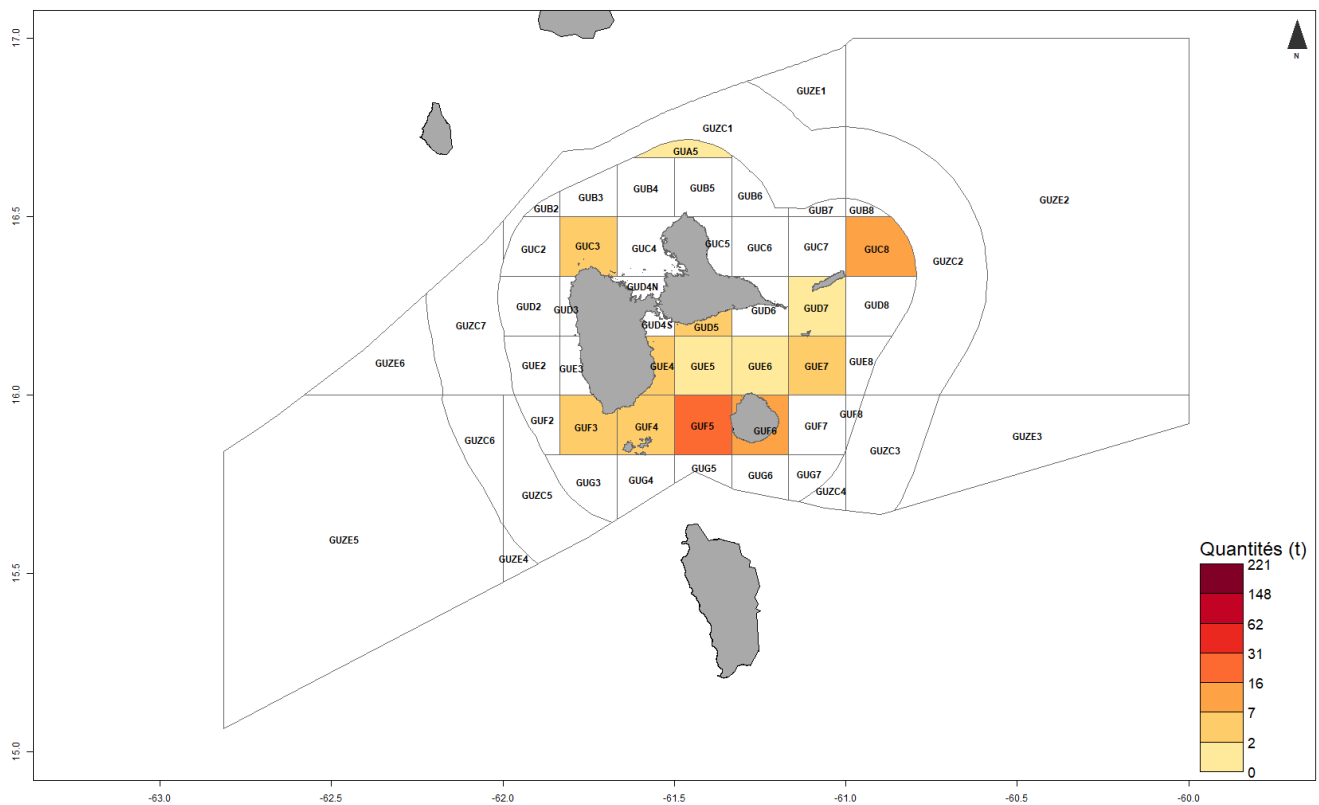 17.0
N
GUZE1
GUZC1
GUA5
GUB4
GUB5
GUB3
GUB6
GUZE2
GUB2
GUB7
GUB8
16.5
GUC2
GUC3
GUC4
GUC5
GUC6
GUC7
GUC8
GUZC2
GUD4N
GUD2
GUD3
GUD6
GUD7
GUD8
GUZC7
GUD4S
GUD5
GUZE6
GUE2
GUE3
GUE4
GUE5
GUE6
GUE7
GUE8
16.0
GUF2
GUF3
GUF4
GUF5
GUF6
GUF7
GUF8
GUZC6
GUZC3
GUZE3
GUG5
GUG3
GUG4
GUG6
GUG7
GUZC5
GUZC4
GUZE5
GUZE4
15.5
Quantités (t)
221
148
62
31
16
7
2
0
15.0
-63.0
-62.5
-62.0
-61.5
-61.0
-60.5
-60.0